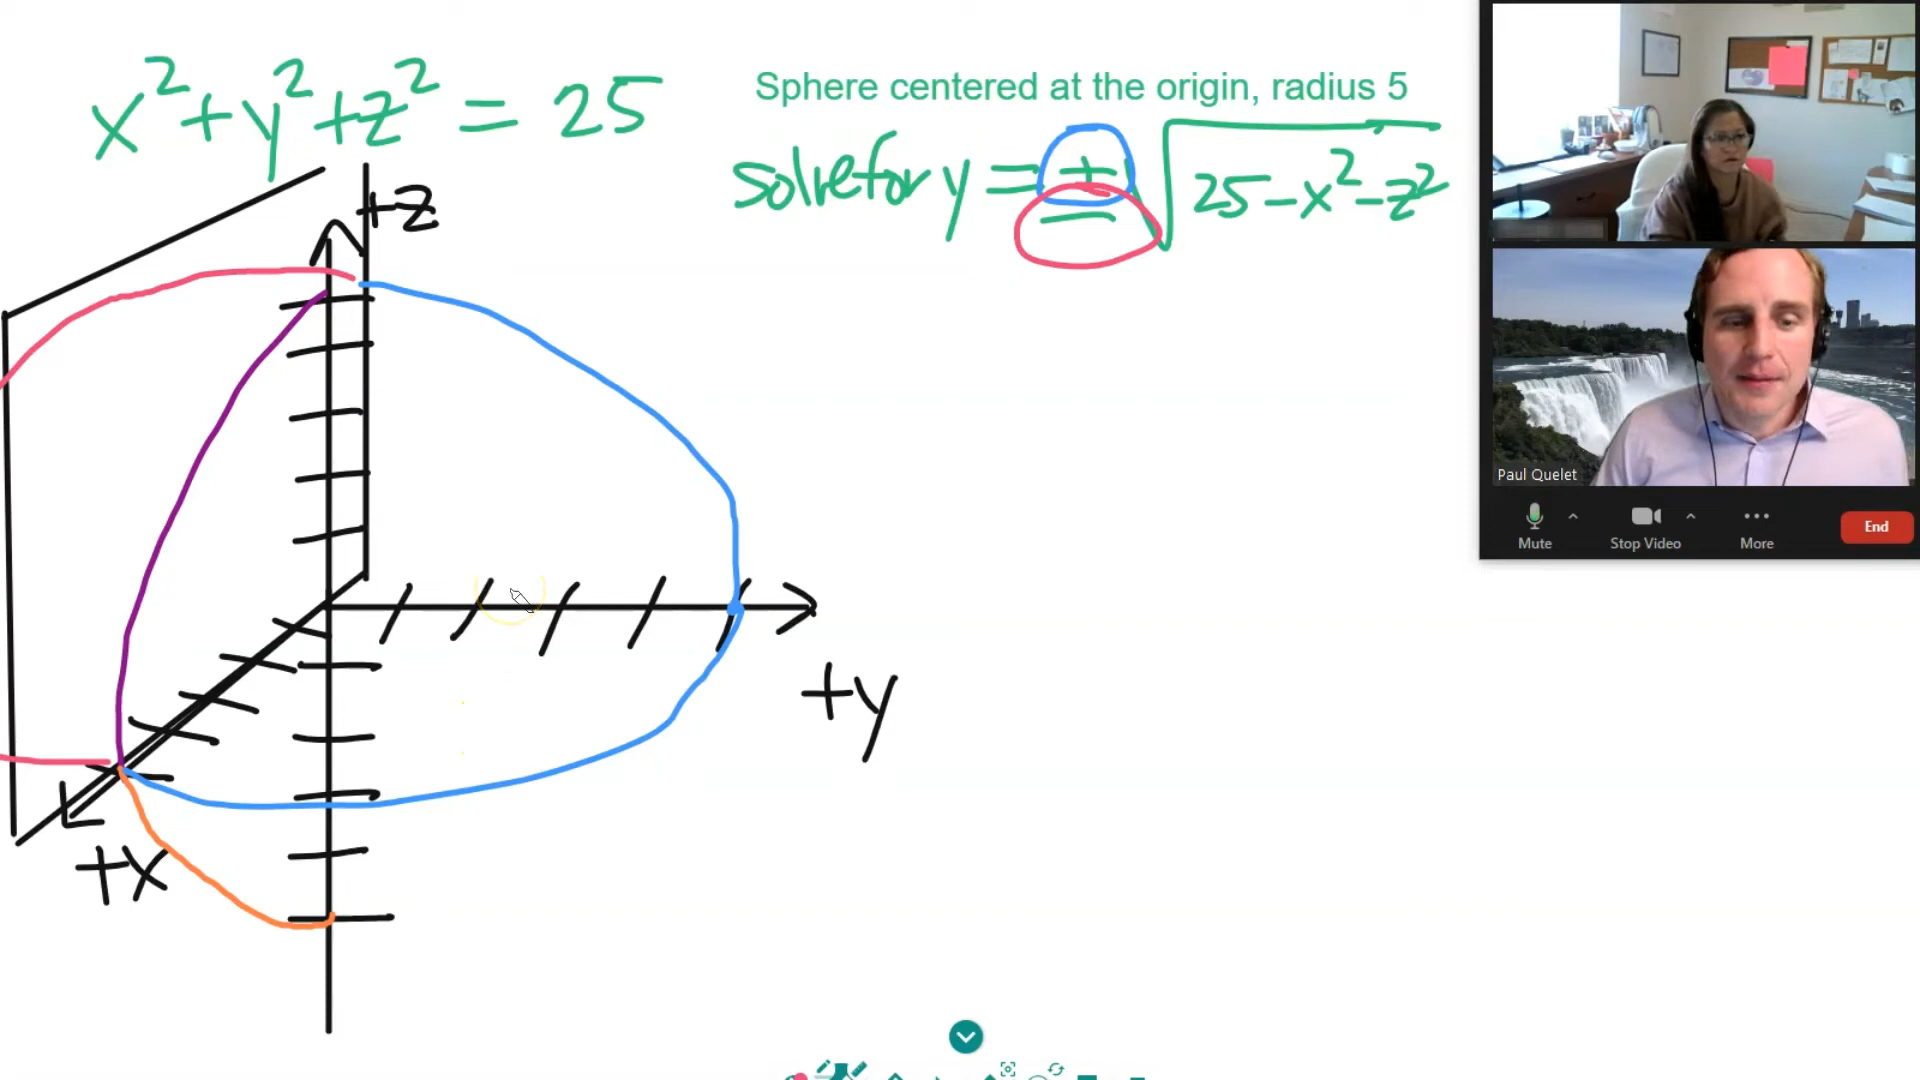 x²+y²+z² = 25
Sphere centered at the origin, radius 5
solve for y = ± √25-x²-z²
+z
+y
+x
Paul Quelet
Mute
Stop Video
More
End